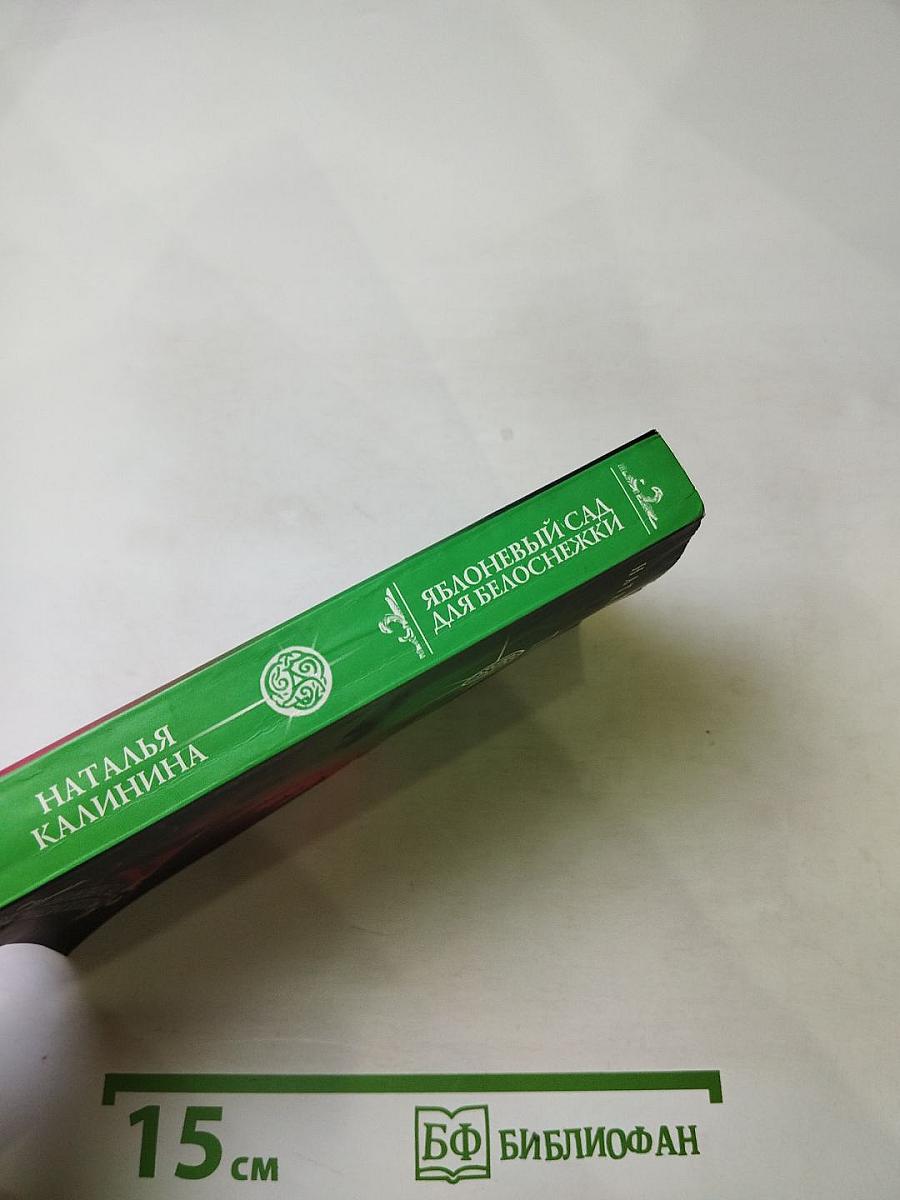 НАТАЛЬЯ
КАЛИНИНА
ЯБЛОНЕВЫЙ САД
ДЛЯ БЕЛОСНЕЖКИ
15 см
БФ БИБЛИОФАН